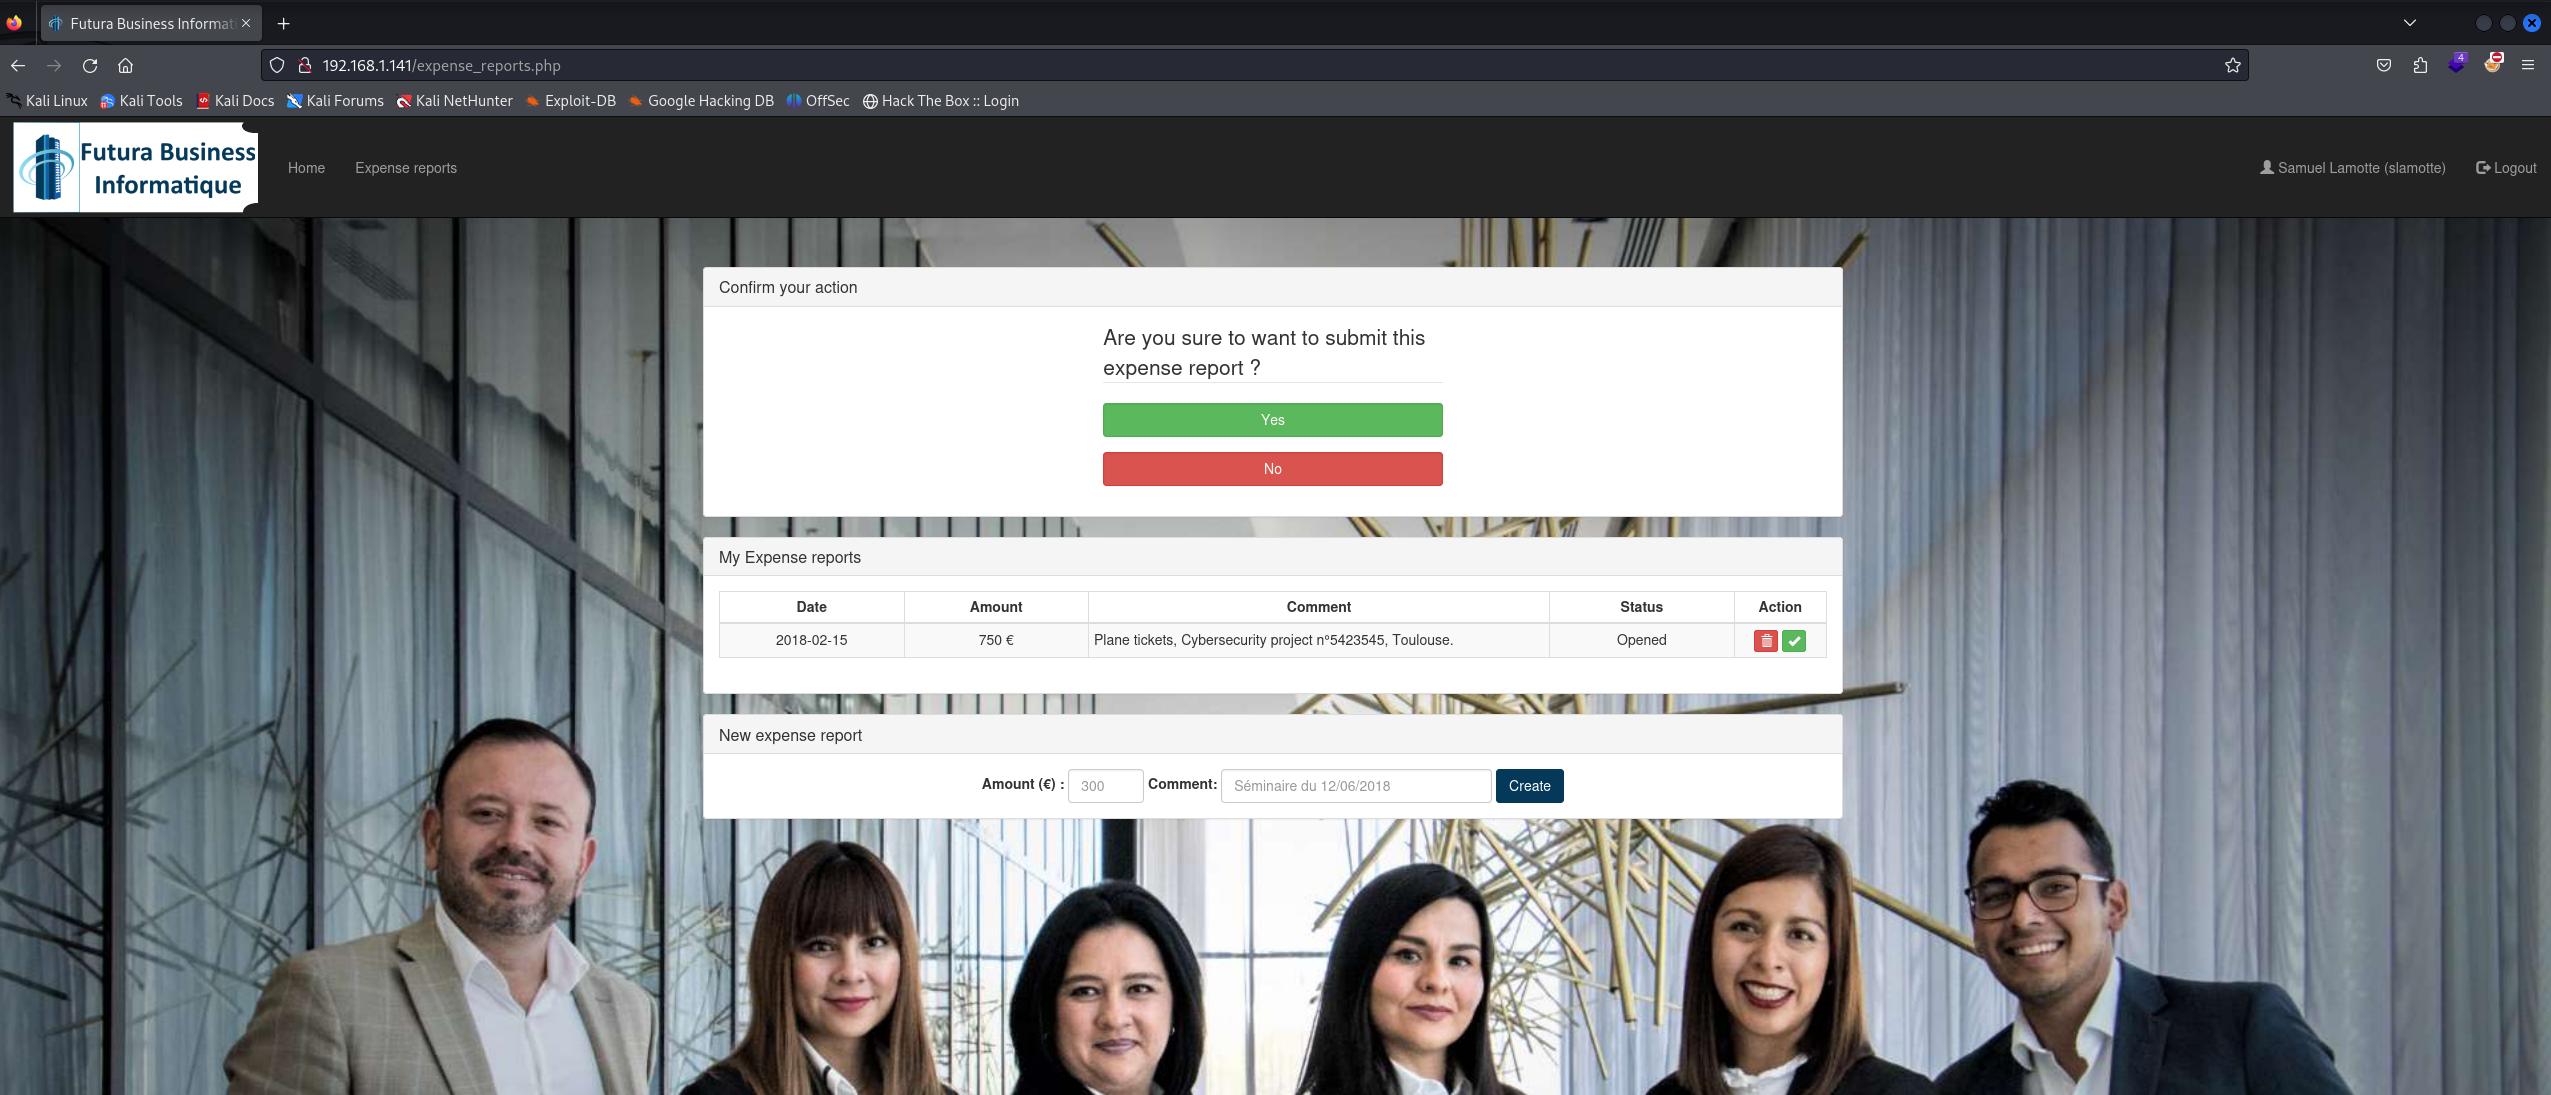 Futura Business Informati
192.168.1.141/expense_reports.php
4
Kali Linux Kali Tools Kali Docs Kali Forums Kali NetHunter Exploit-DB Google Hacking DB OffSec Hack The Box :: Login
Futura Business
Informatique
Home Expense reports Samuel Lamotte (slamotte) Logout
Confirm your action
Are you sure to want to submit this
expense report ?
Yes
No
My Expense reports
Date Amount Comment Status Action
2018-02-15 750 € Plane tickets, Cybersecurity project n°5423545, Toulouse. Opened
New expense report
Amount (€) : 300 Comment: Séminaire du 12/06/2018 Create